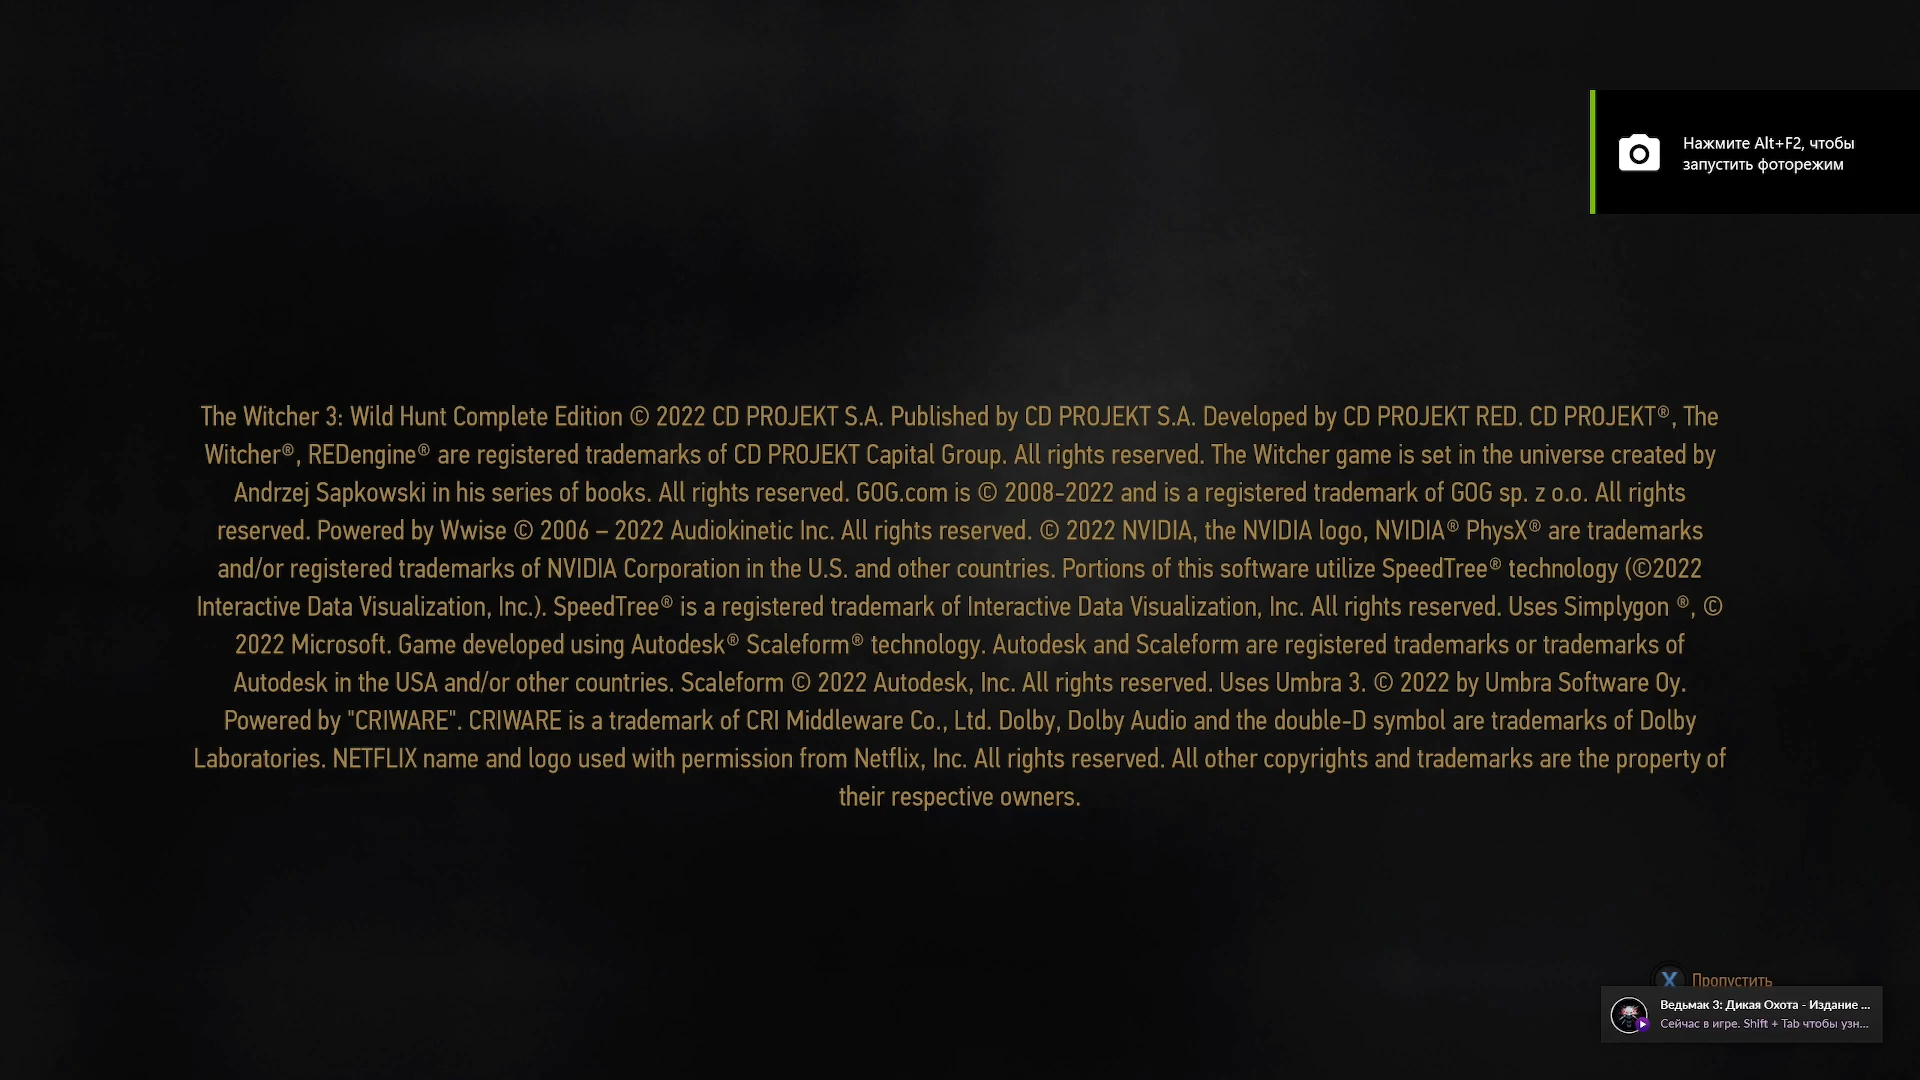 Нажмите Alt+F2, чтобы
запустить фоторежим
The Witcher 3: Wild Hunt Complete Edition © 2022 CD PROJEKT S.A. Published by CD PROJEKT S.A. Developed by CD PROJEKT RED. CD PROJEKT®, The
Witcher®, REDengine® are registered trademarks of CD PROJEKT Capital Group. All rights reserved. The Witcher game is set in the universe created by
Andrzej Sapkowski in his series of books. All rights reserved. GOG.com is © 2008-2022 and is a registered trademark of GOG sp. z o.o. All rights
reserved. Powered by Wwise © 2006 – 2022 Audiokinetic Inc. All rights reserved. © 2022 NVIDIA, the NVIDIA logo, NVIDIA® PhysX® are trademarks
and/or registered trademarks of NVIDIA Corporation in the U.S. and other countries. Portions of this software utilize SpeedTree® technology (©2022
Interactive Data Visualization, Inc.). SpeedTree® is a registered trademark of Interactive Data Visualization, Inc. All rights reserved. Uses Simplygon ®, ©
2022 Microsoft. Game developed using Autodesk® Scaleform® technology. Autodesk and Scaleform are registered trademarks or trademarks of
Autodesk in the USA and/or other countries. Scaleform © 2022 Autodesk, Inc. All rights reserved. Uses Umbra 3. © 2022 by Umbra Software Oy.
Powered by "CRIWARE". CRIWARE is a trademark of CRI Middleware Co., Ltd. Dolby, Dolby Audio and the double-D symbol are trademarks of Dolby
Laboratories. NETFLIX name and logo used with permission from Netflix, Inc. All rights reserved. All other copyrights and trademarks are the property of
their respective owners.
X Пропустить
Ведьмак 3: Дикая Охота - Издание ...
Сейчас в игре. Shift + Tab чтобы узн...